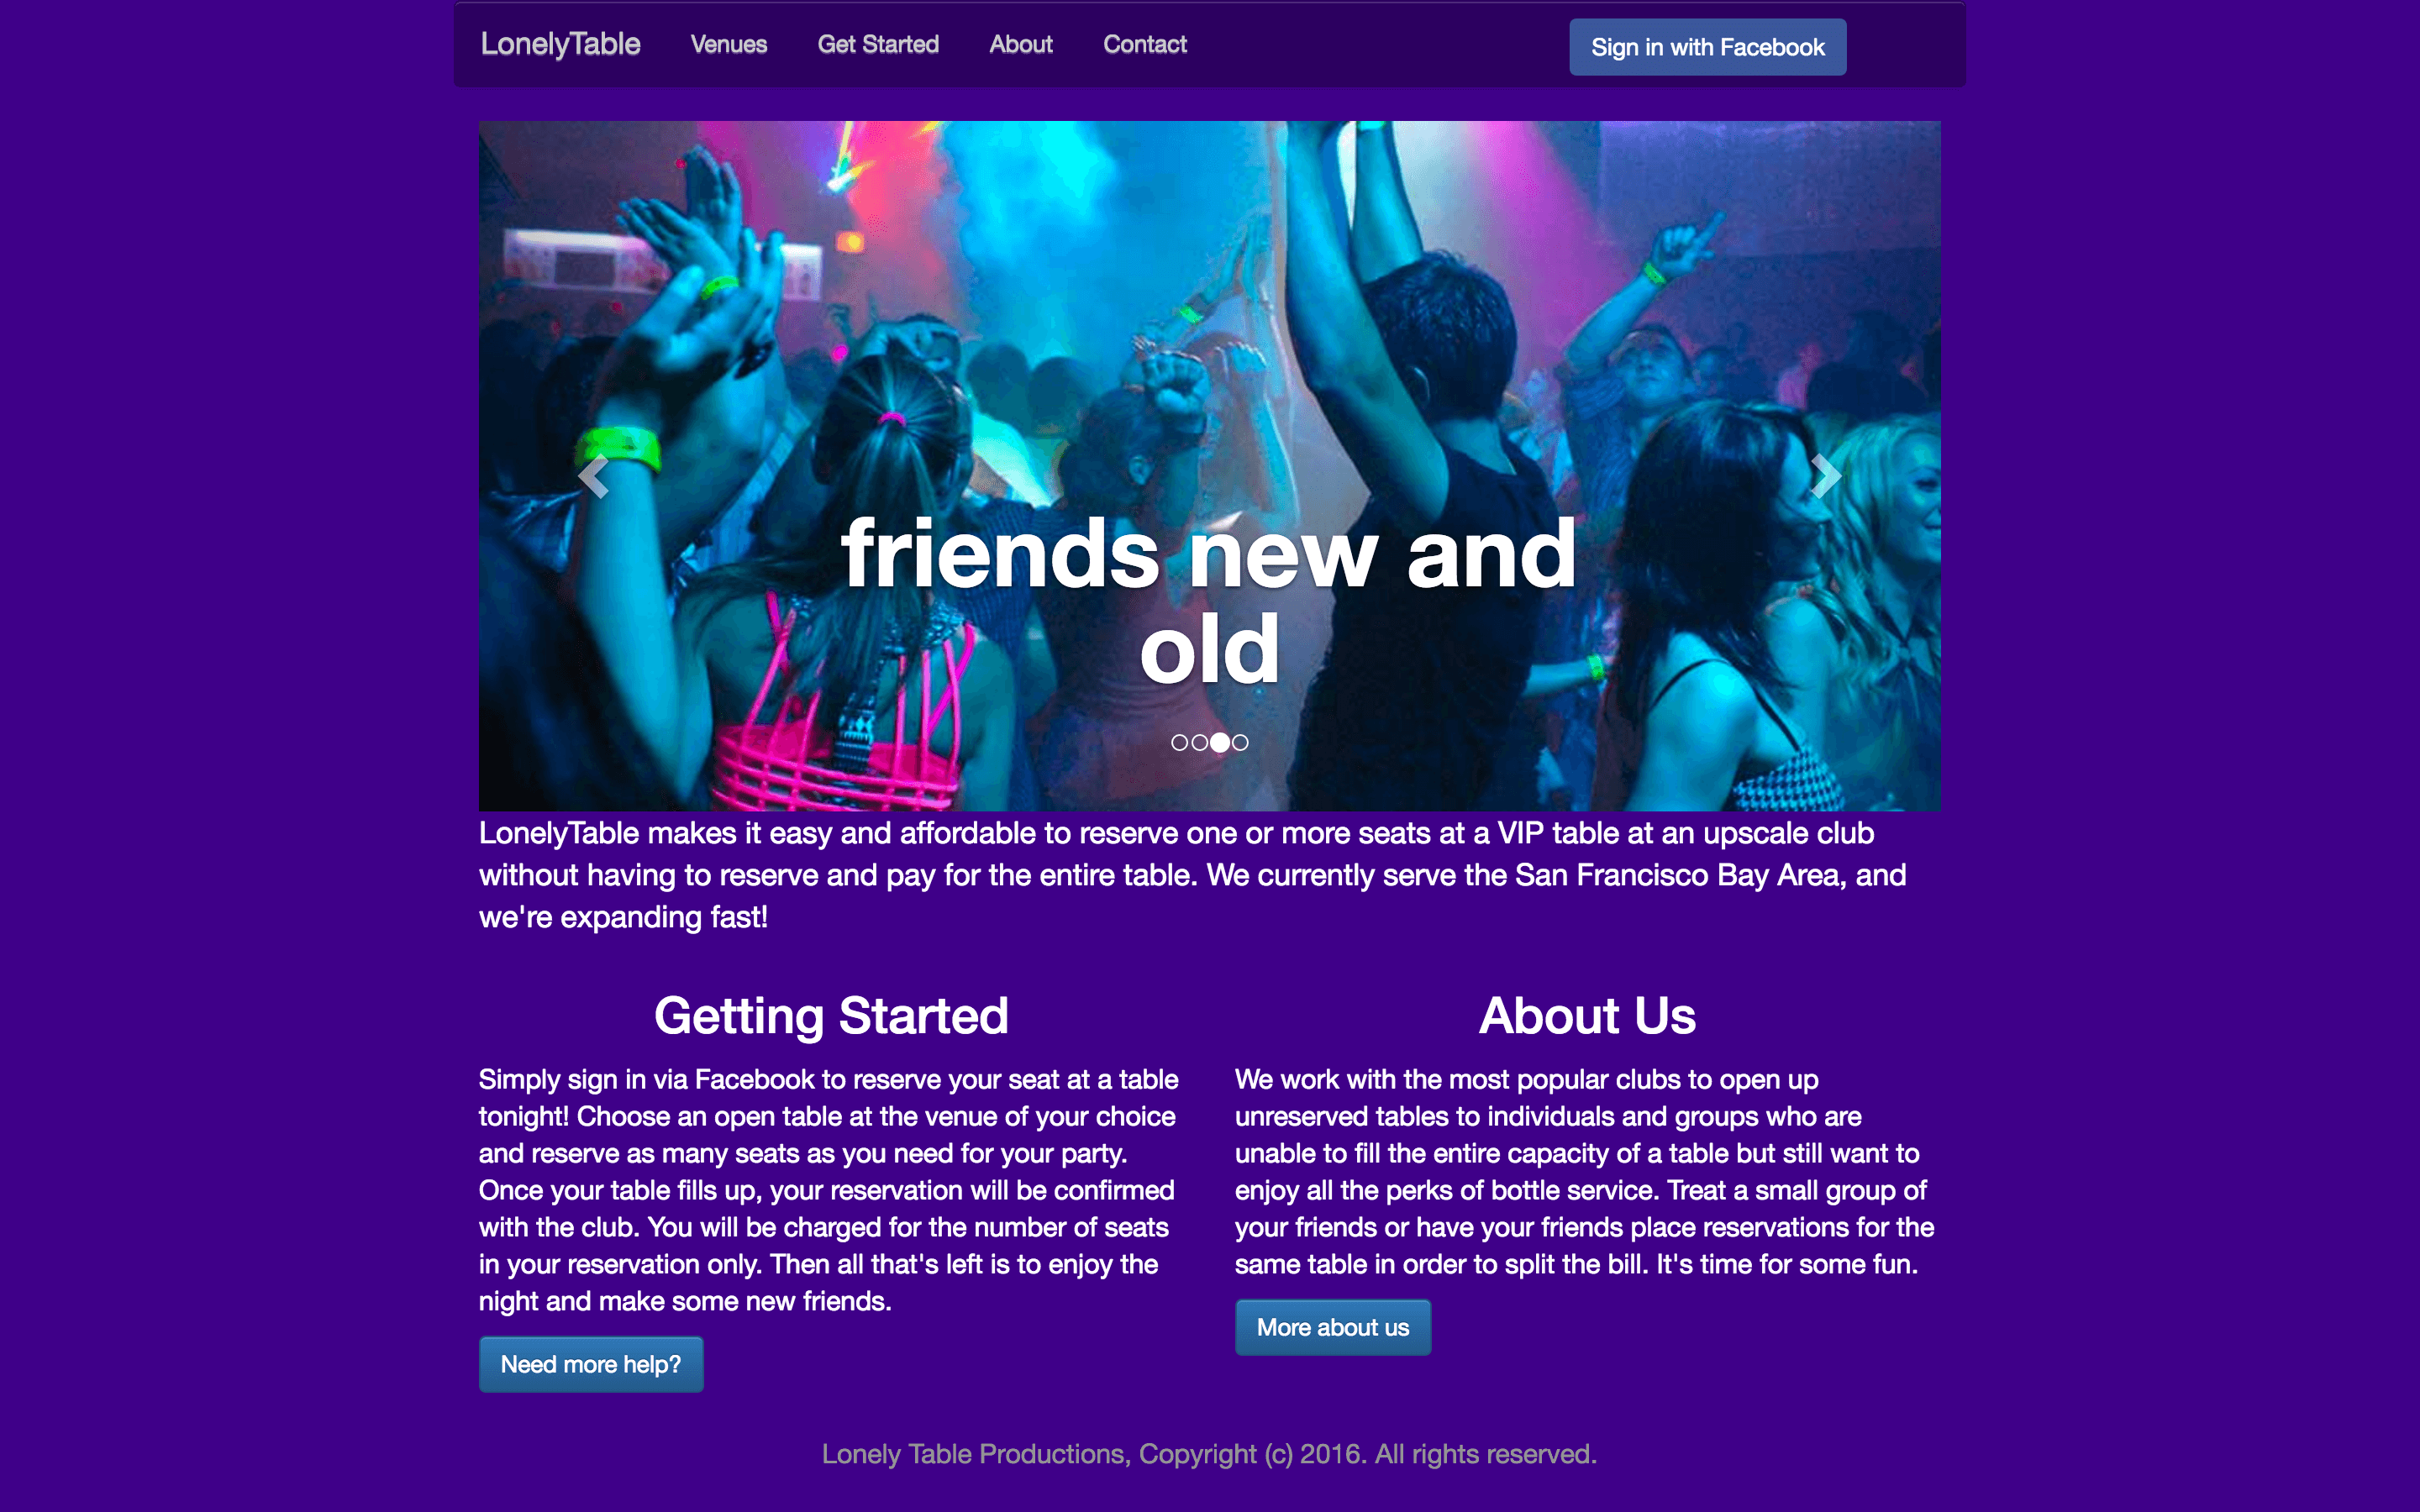 LonelyTable Venues Get Started About Contact Sign in with Facebook
friends new and
old
LonelyTable makes it easy and affordable to reserve one or more seats at a VIP table at an upscale club
without having to reserve and pay for the entire table. We currently serve the San Francisco Bay Area, and
we're expanding fast!
Getting Started
Simply sign in via Facebook to reserve your seat at a table
tonight! Choose an open table at the venue of your choice
and reserve as many seats as you need for your party.
Once your table fills up, your reservation will be confirmed
with the club. You will be charged for the number of seats
in your reservation only. Then all that's left is to enjoy the
night and make some new friends.
Need more help?
About Us
We work with the most popular clubs to open up
unreserved tables to individuals and groups who are
unable to fill the entire capacity of a table but still want to
enjoy all the perks of bottle service. Treat a small group of
your friends or have your friends place reservations for the
same table in order to split the bill. It's time for some fun.
More about us
Lonely Table Productions, Copyright (c) 2016. All rights reserved.